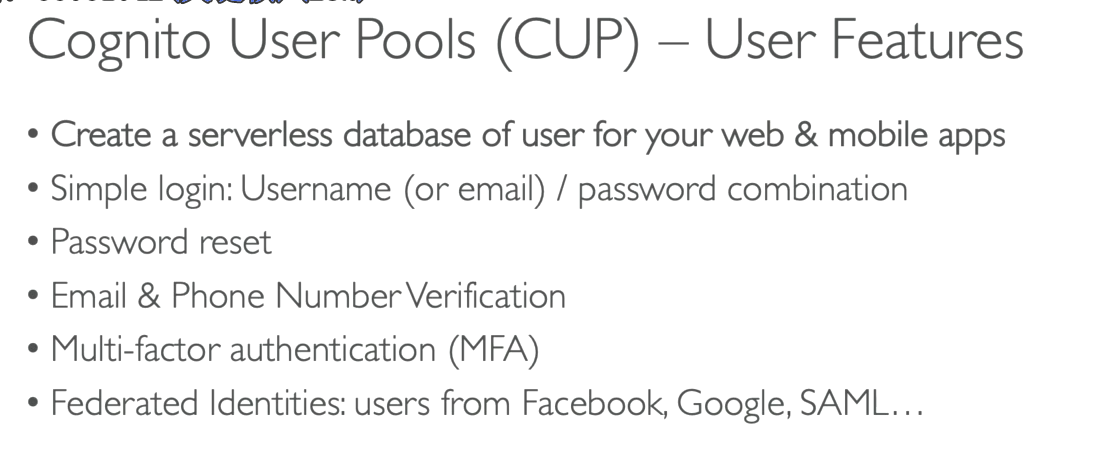 Cognito User Pools (CUP) – User Features
• Create a serverless database of user for your web & mobile apps
• Simple login: Username (or email) / password combination
• Password reset
• Email & Phone Number Verification
• Multi-factor authentication (MFA)
• Federated Identities: users from Facebook, Google, SAML…